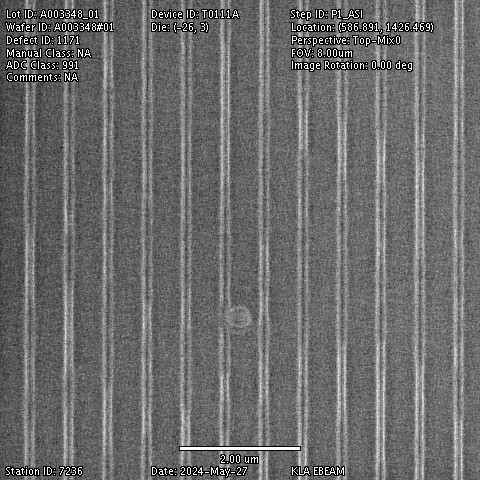 Lot ID: A003348_01 Device ID: T0111A Step ID: P1_ASI
Wafer ID: A003348#01 Die: (-26, 3) Location: (586.891, 1426.469)
Defect ID: 1171 Perspective: Top-Mix0
Manual Class: NA FOV: 8.00um
ADC Class: 991 Image Rotation: 0.00 deg
Comments: NA
2.00 um
Station ID: 7236 Date: 2024-May-27 KLA EBEAM